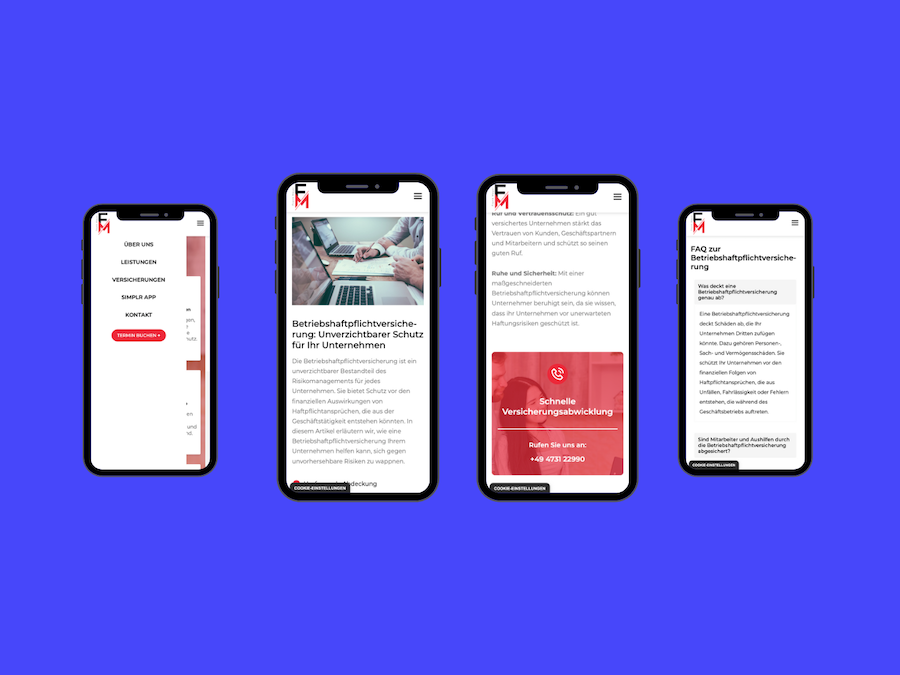 FM
ÜBER UNS
LEISTUNGEN
VERSICHERUNGEN
SIMPLR APP
KONTAKT
TERMIN BUCHEN
FM
Betriebshaftpflichtversiche-
rung: Unverzichtbarer Schutz
für Ihr Unternehmen
Die Betriebshaftpflichtversicherung ist ein
unverzichtbarer Bestandteil des
Risikomanagements für jedes
Unternehmen. Sie bietet Schutz vor den
finanziellen Auswirkungen von
Haftpflichtansprüchen, die aus der
Geschäftstätigkeit entstehen könnten. In
diesem Artikel erläutern wir, wie eine
Betriebshaftpflichtversicherung Ihrem
Unternehmen helfen kann, sich gegen
unvorhersehbare Risiken zu wappnen.
COOKIE-EINSTELLUNGEN
FM
Ruf und Vertrauensschutz: Ein gut
versichertes Unternehmen stärkt das
Vertrauen von Kunden, Geschäftspartnern
und Mitarbeitern und schützt so seinen
guten Ruf.
Ruhe und Sicherheit: Mit einer
maßgeschneiderten
Betriebshaftpflichtversicherung können
Unternehmer beruhigt sein, da sie wissen,
dass ihr Unternehmen vor unerwarteten
Haftungsrisiken geschützt ist.
Schnelle
Versicherungsabwicklung
Rufen Sie uns an:
+49 4731 22990
COOKIE-EINSTELLUNGEN
FM
FAQ zur
Betriebshaftpflichtversiche-
rung
Was deckt eine
Betriebshaftpflichtversicherung
genau ab?
Eine Betriebshaftpflichtversicherung
deckt Schäden ab, die Ihr
Unternehmen Dritten zufügen
könnte. Dazu gehören Personen-,
Sach- und Vermögensschäden. Sie
schützt Ihr Unternehmen vor den
finanziellen Folgen von
Haftpflichtansprüchen, die aus
Unfällen, Fahrlässigkeit oder Fehlern
entstehen, die während des
Geschäftsbetriebs auftreten.
Sind Mitarbeiter und Aushilfen durch
die Betriebshaftpflichtversicherung
abgesichert?
COOKIE-EINSTELLUNGEN